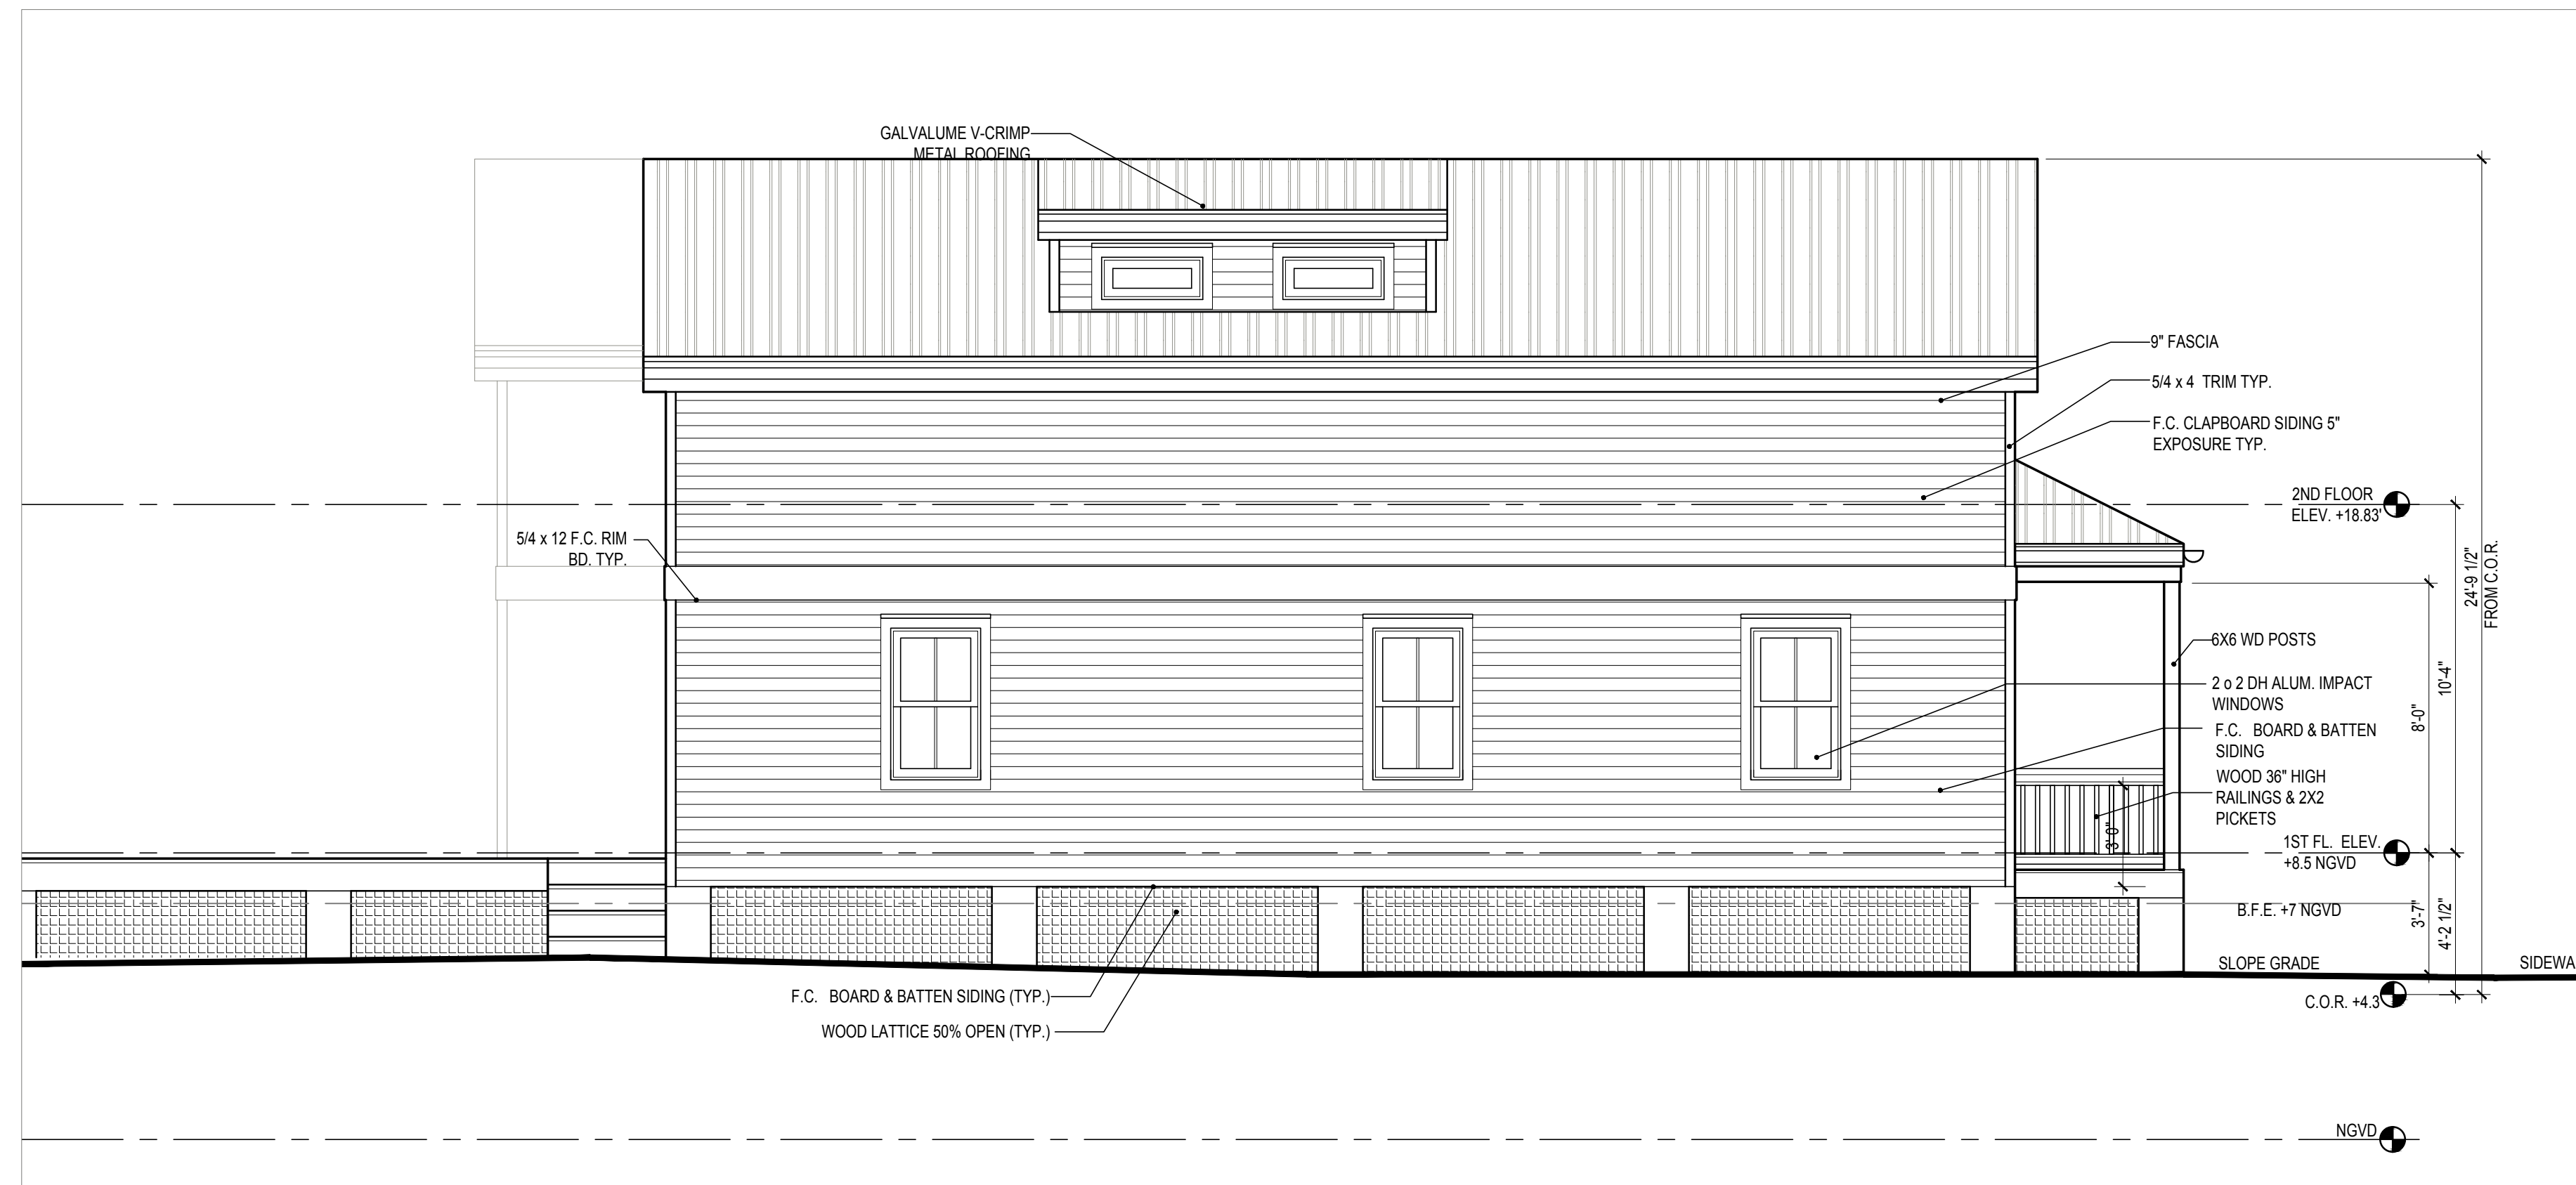 GALVALUME V-CRIMP
METAL ROOFING
9" FASCIA
5/4 x 4 TRIM TYP.
F.C. CLAPBOARD SIDING 5"
EXPOSURE TYP.
2ND FLOOR
ELEV. +18.83'
5/4 x 12 F.C. RIM
BD. TYP.
24'-9 1/2"
FROM C.O.R.
6X6 WD POSTS
10'-4"
2 o 2 DH ALUM. IMPACT
WINDOWS
8'-0"
F.C. BOARD & BATTEN
SIDING
WOOD 36" HIGH
RAILINGS & 2X2
PICKETS
3'-0"
1ST FL. ELEV.
+8.5 NGVD
B.F.E. +7 NGVD
3'-7"
4'-2 1/2"
SLOPE GRADE
SIDEWA
C.O.R. +4.3
F.C. BOARD & BATTEN SIDING (TYP.)
WOOD LATTICE 50% OPEN (TYP.)
NGVD